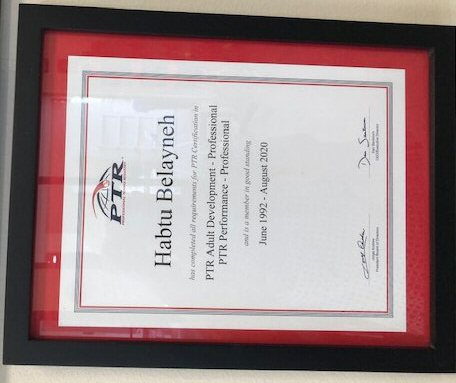 PTR
Habtu Belayneh
has completed all requirements for PTR Certification in
PTR Adult Development - Professional
PTR Performance - Professional
and is a member in good standing
June 1992 - August 2020